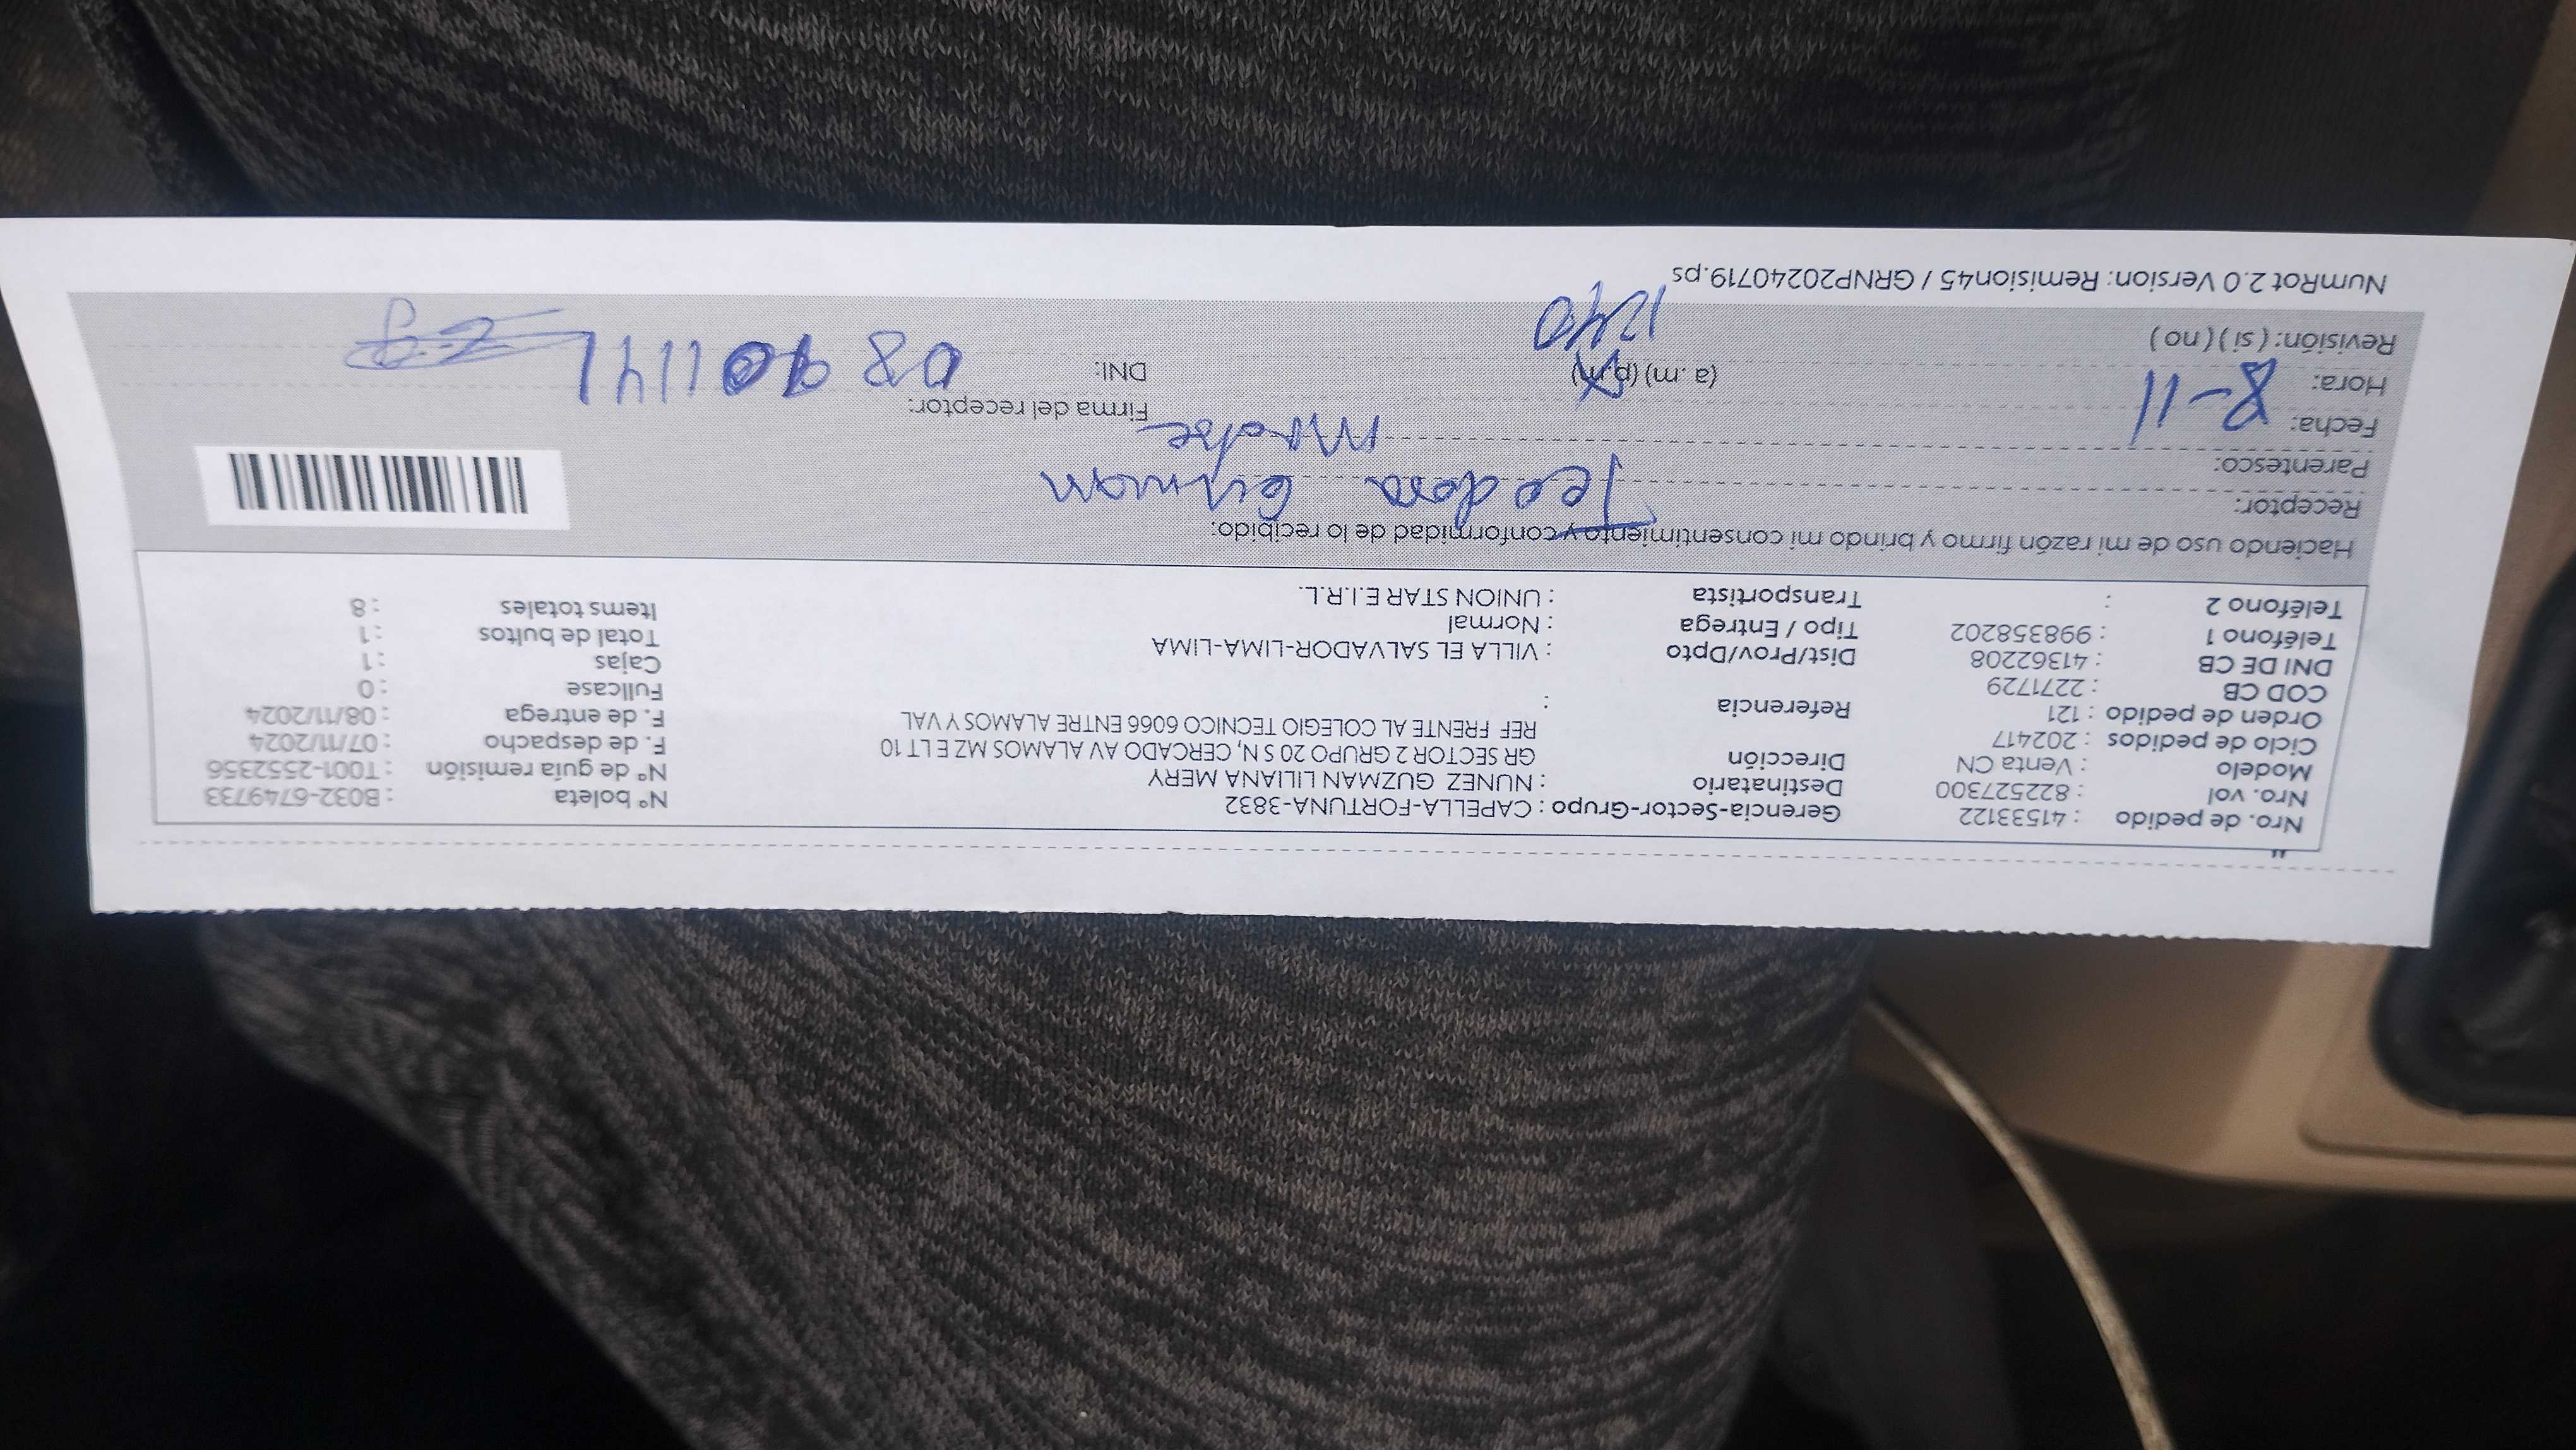 Nro. de pedido : 41533122 Gerencia-Sector-Grupo : CAPELLA-FORTUNA-3832 N° boleta : B032-6749733
Nro. vol : 822527300 Destinatario : NUNEZ GUZMAN LILIANA MERY N° de guía remisión : T001-2552356
Modelo : Venta CN Dirección GR SECTOR 2 GRUPO 20 S N, CERCADO AV ALAMOS MZ E LT 10 F. de despacho : 07/11/2024
Ciclo de pedidos : 202417 REF FRENTE AL COLEGIO TECNICO 6066 ENTRE ALAMOS Y VAL F. de entrega : 08/11/2024
Orden de pedido : 121 Referencia : Fullcase : 0
COD CB : 2271729 Cajas : 1
DNI DE CB : 41362208 Dist/Prov/Dpto : VILLA EL SALVADOR-LIMA-LIMA Total de bultos : 1
Teléfono 1 : 998358202 Tipo / Entrega : Normal Items totales : 8
Teléfono 2 : Transportista : UNION STAR E.I.R.L.
Haciendo uso de mi razón firmo y brindo mi consentimiento y conformidad de lo recibido:
Receptor: Teodora Guzman
Parentesco: Madre
Fecha: 8-11 Firma del receptor:
Hora: (a. m) (p.m) DNI: 08901141
Revisión: ( si ) ( no ) 1240
NumRot 2.0 Version: Remision45 / GRNP20240719.ps